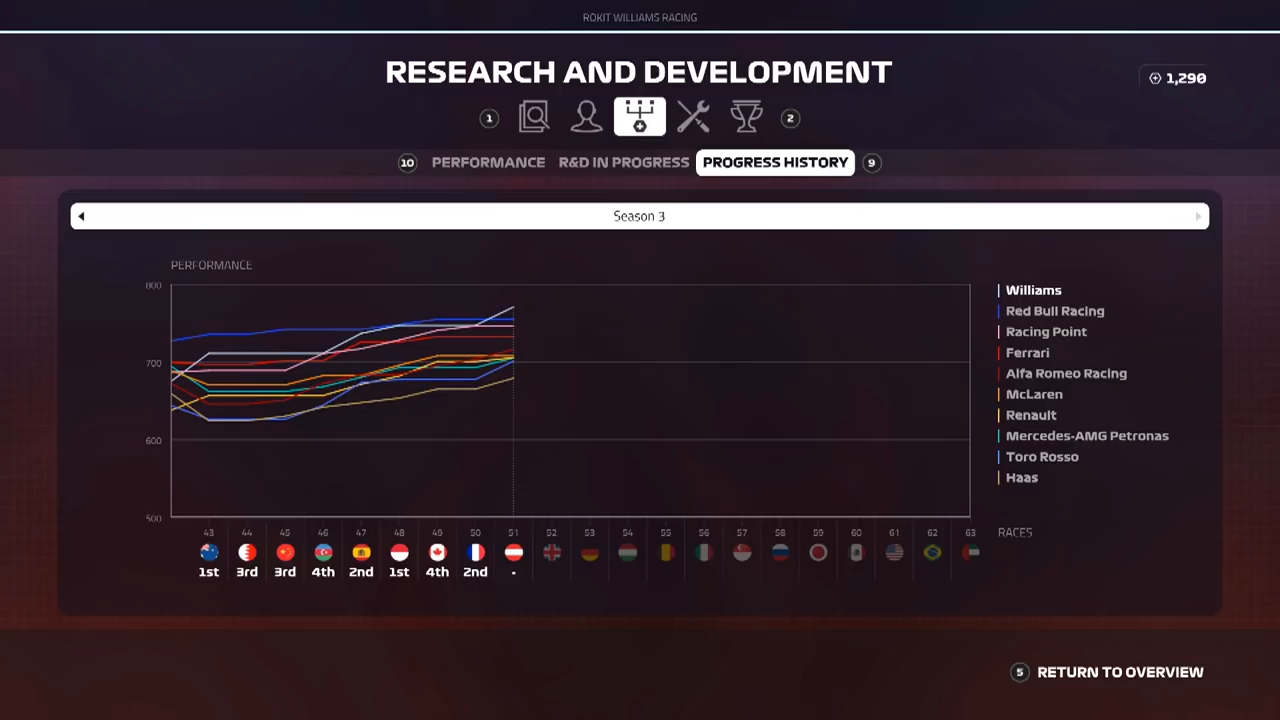 ROKIT WILLIAMS RACING
RESEARCH AND DEVELOPMENT
1,290
1 2
10 PERFORMANCE R&D IN PROGRESS PROGRESS HISTORY 9
Season 3
PERFORMANCE
800
700
600
500
Williams
Red Bull Racing
Racing Point
Ferrari
Alfa Romeo Racing
McLaren
Renault
Mercedes-AMG Petronas
Toro Rosso
Haas
43 44 45 46 47 48 49 50 51 52 53 54 55 56 57 58 59 60 61 62 63 RACES
1st 3rd 3rd 4th 2nd 1st 4th 2nd -
5 RETURN TO OVERVIEW